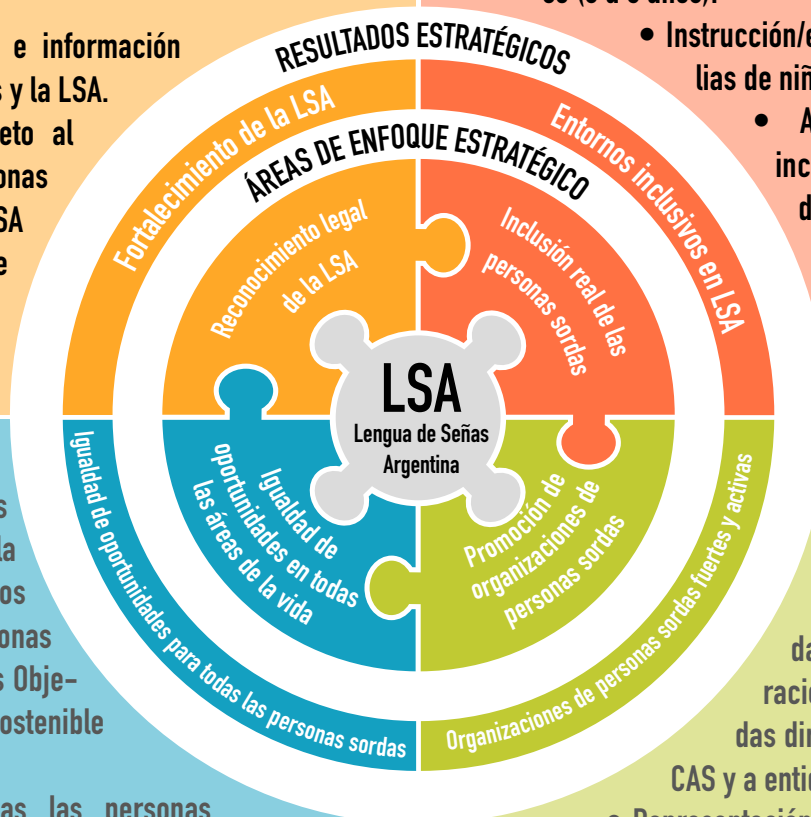 e información
s y la LSA.
eto al
onas
SA
e
• Instrucción/e
lias de niñ
• A
inc
d
RESULTADOS ESTRATÉGICOS
Fortalecimiento de la LSA
Entornos inclusivos en LSA
ÁREAS DE ENFOQUE ESTRATÉGICO
Reconocimiento legal
de la LSA
Inclusión real de las
personas sordas
LSA
Lengua de Señas
Argentina
Igualdad de
oportunidades en todas
las áreas de la vida
Promoción de
organizaciones de
personas sordas
Igualdad de oportunidades para todas las personas sordas
Organizaciones de personas sordas fuertes y activas
s
la
os
onas
s Obje-
ostenible
as las personas
da
racio
das dir
CAS y a entid